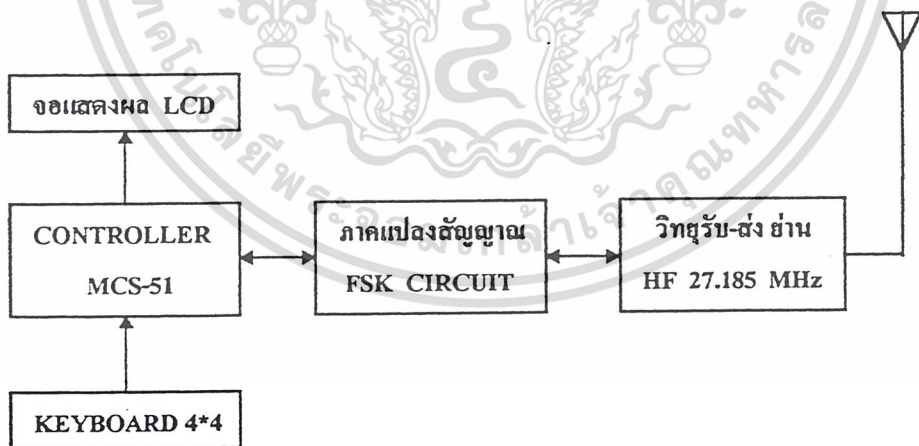 จอแสดงผล LCD
CONTROLLER
MCS-51
ภาคแปลงสัญญาณ
FSK CIRCUIT
วิทยุรับ-ส่ง ย่าน
HF 27.185 MHz
KEYBOARD 4*4